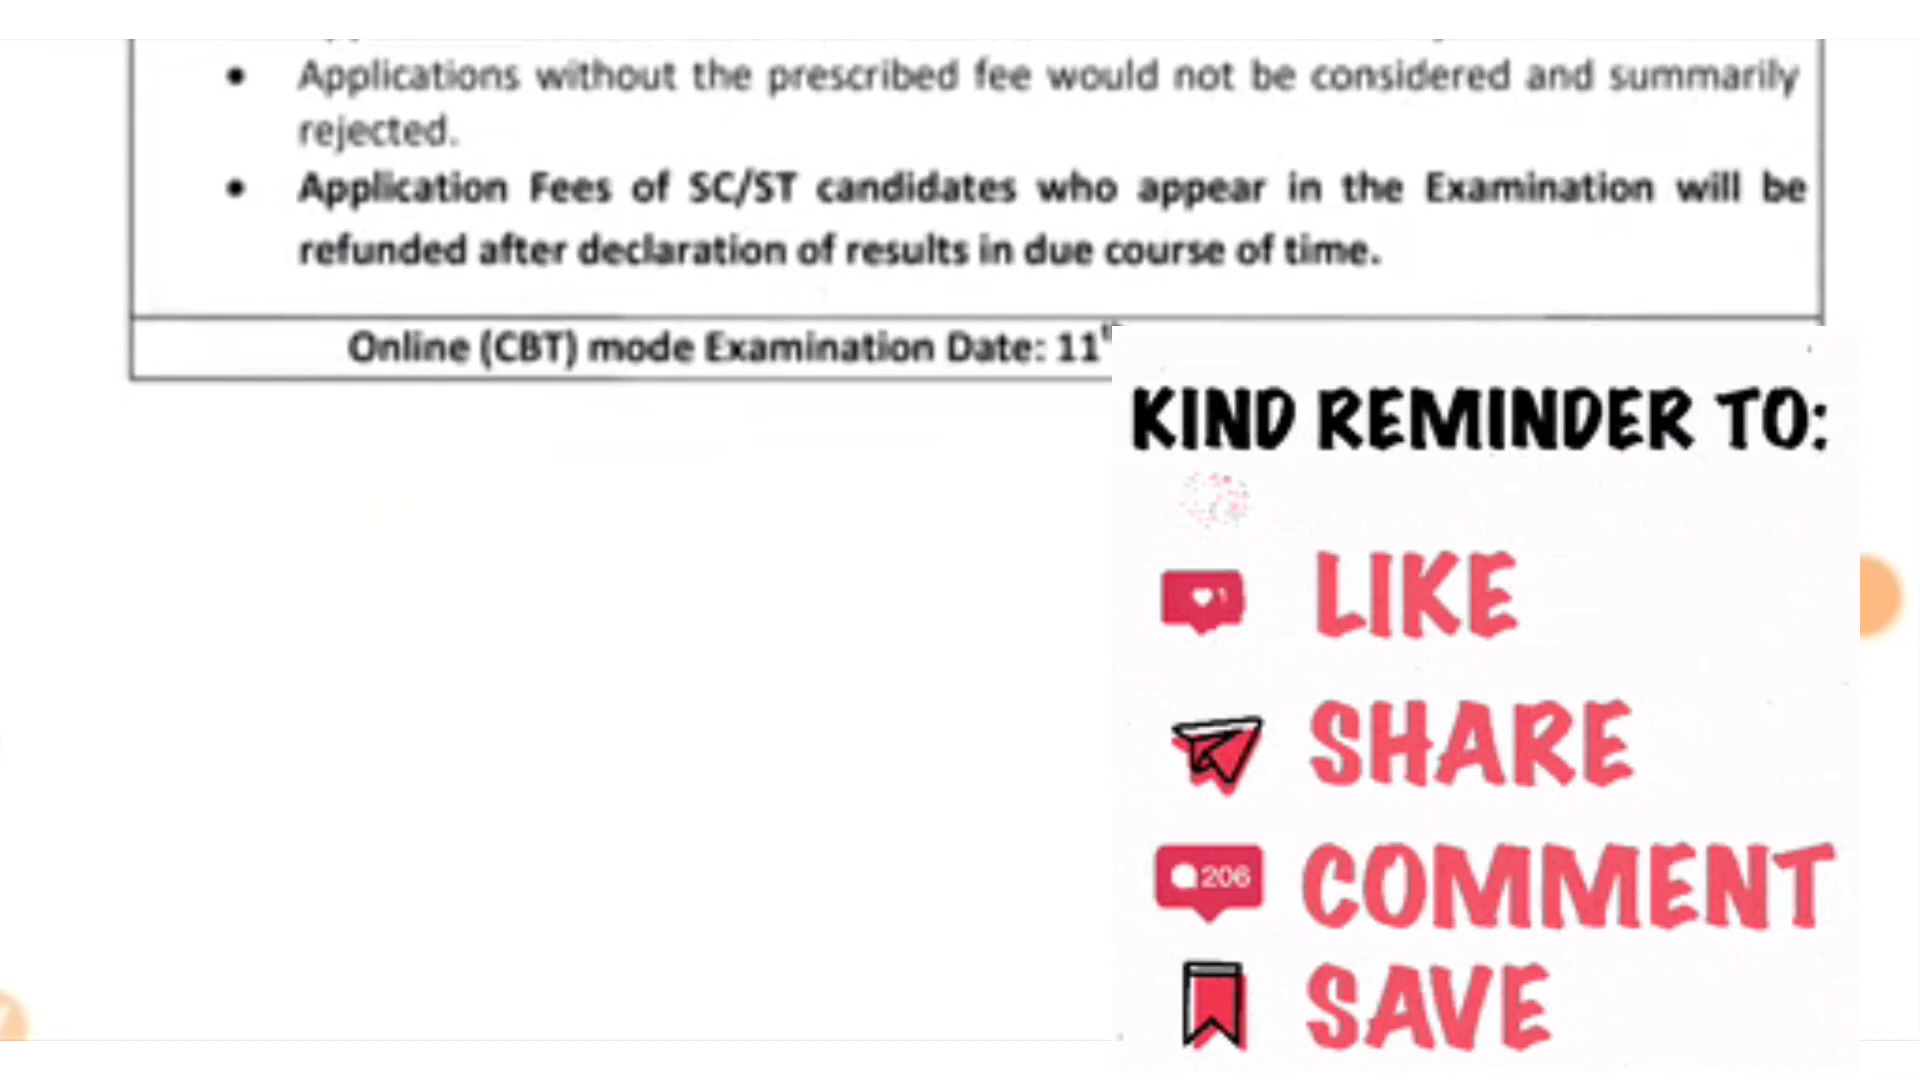 • Applications without the prescribed fee would not be considered and summarily
rejected.
• Application Fees of SC/ST candidates who appear in the Examination will be
refunded after declaration of results in due course of time.
Online (CBT) mode Examination Date: 11
KIND REMINDER TO:
1 LIKE
SHARE
206 COMMENT
SAVE